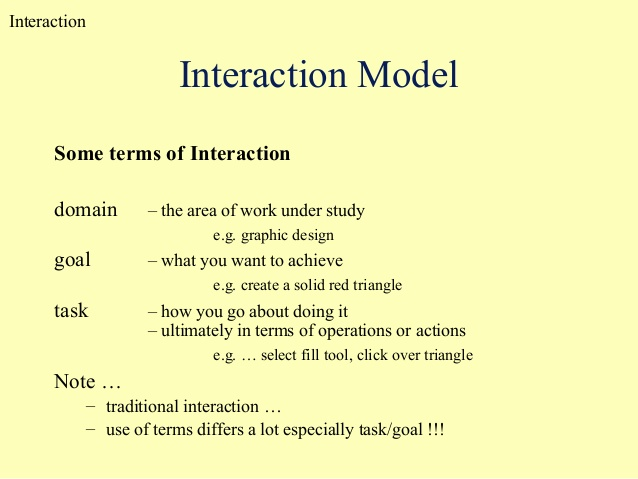 Interaction
Interaction Model
Some terms of Interaction
domain – the area of work under study
e.g. graphic design
goal – what you want to achieve
e.g. create a solid red triangle
task – how you go about doing it
– ultimately in terms of operations or actions
e.g. … select fill tool, click over triangle
Note …
– traditional interaction …
– use of terms differs a lot especially task/goal !!!